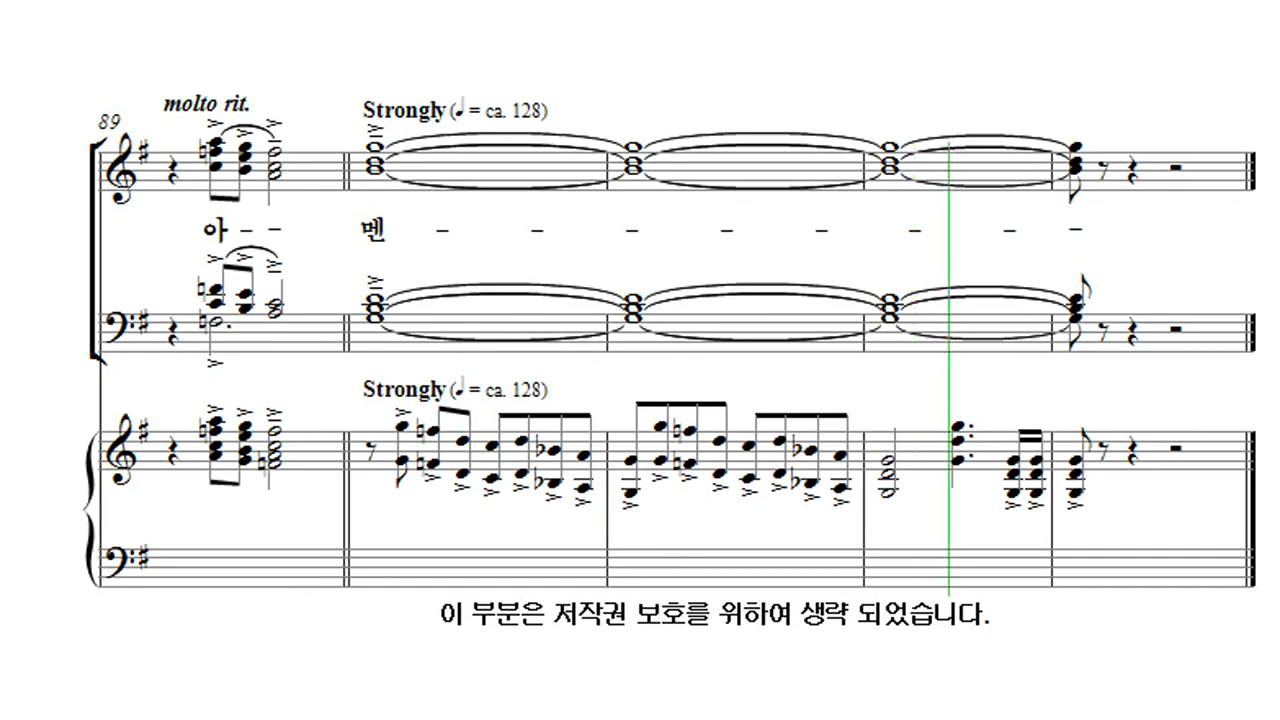 molto rit.
Strongly (♩ = ca. 128)
89
아 - - 멘 - - - - - - - -
Strongly (♩ = ca. 128)
이 부분은 저작권 보호를 위하여 생략 되었습니다.